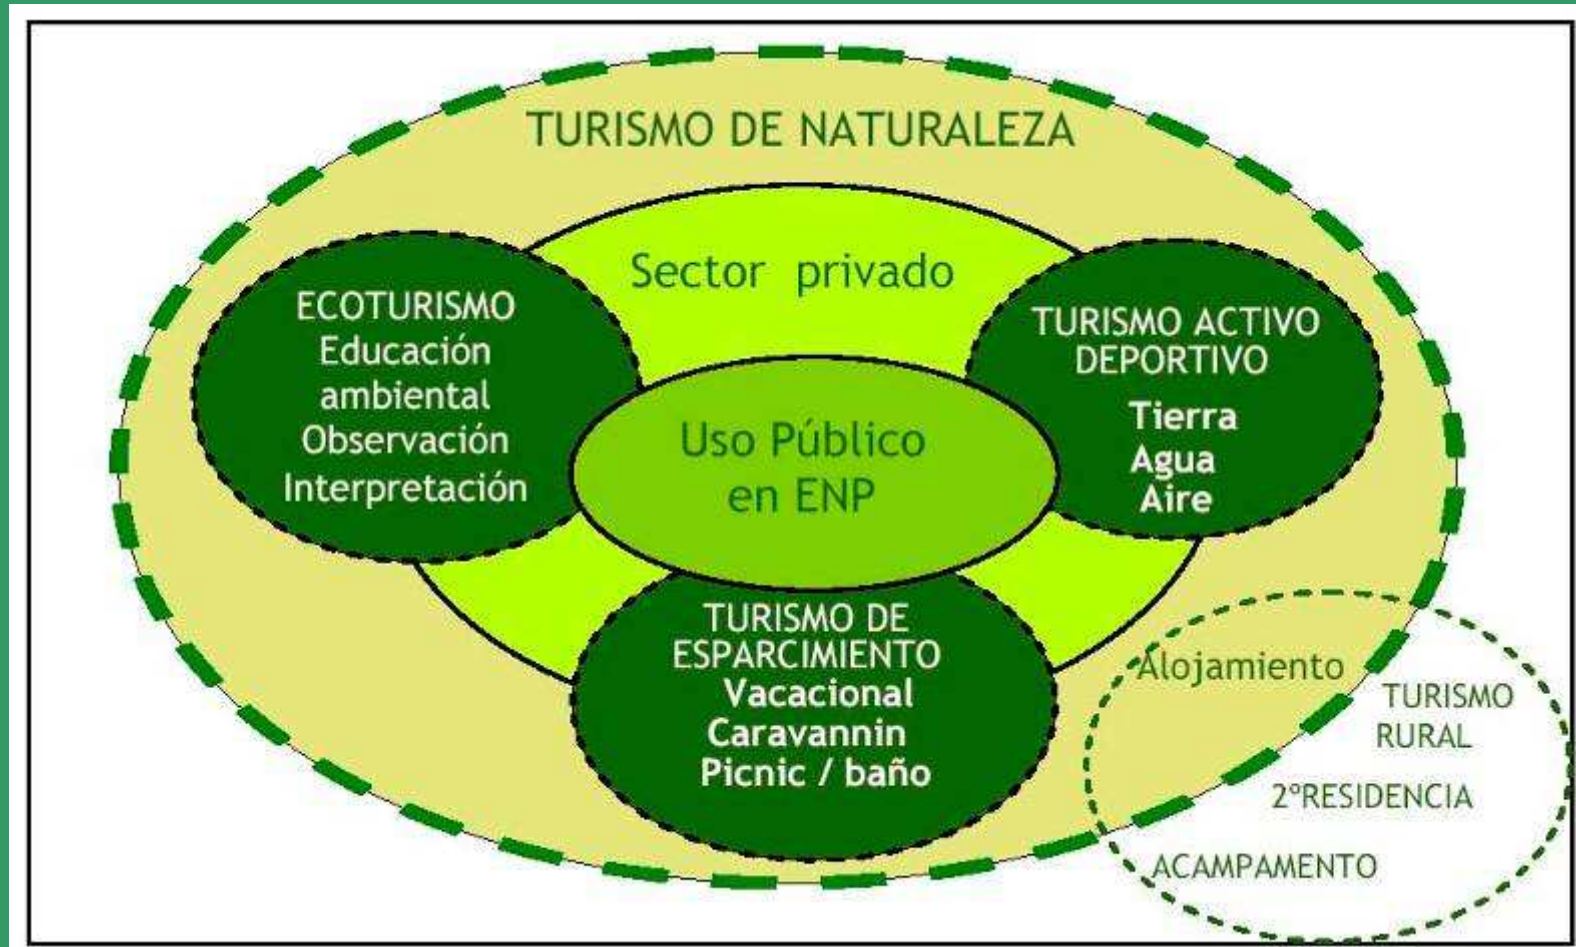 TURISMO DE NATURALEZA
Sector privado
ECOTURISMO
Educación
ambiental
Observación
Interpretación
TURISMO ACTIVO
DEPORTIVO
Tierra
Agua
Aire
Uso Público
en ENP
TURISMO DE
ESPARCIMIENTO
Vacacional
Caravannin
Picnic / baño
Alojamiento
TURISMO
RURAL
2ºRESIDENCIA
ACAMPAMENTO